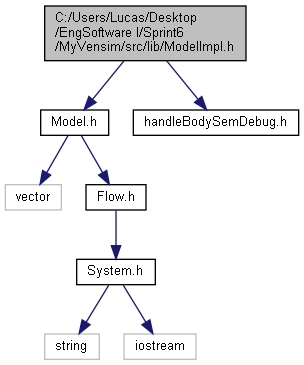 C:/Users/Lucas/Desktop
/EngSoftware I/Sprint6
/MyVensim/src/lib/ModelImpl.h
Model.h
handleBodySemDebug.h
vector
Flow.h
System.h
string
iostream